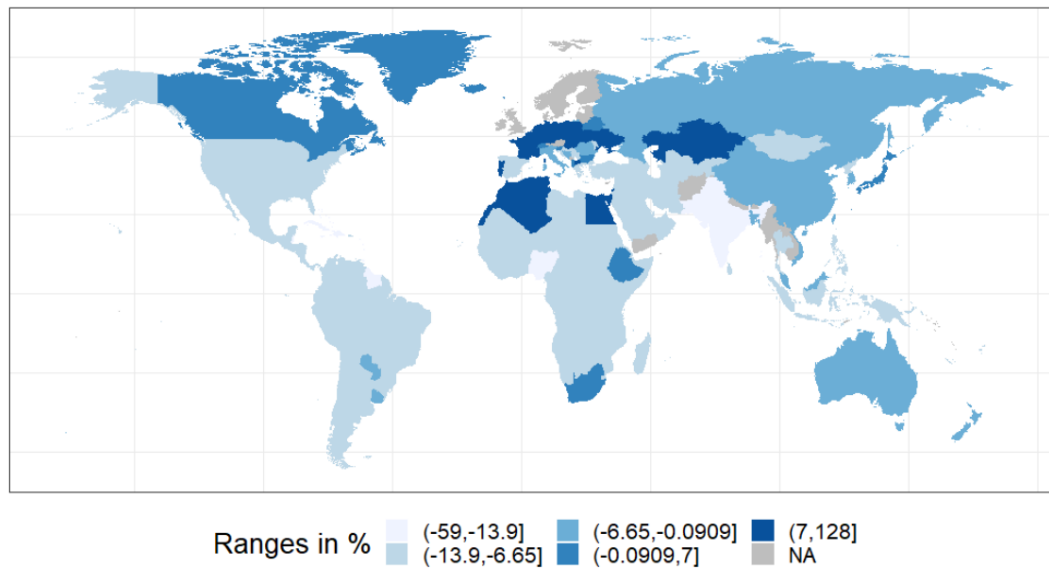 Ranges in %
(-59,-13.9] (-6.65,-0.0909] (7,128]
(-13.9,-6.65] (-0.0909,7] NA